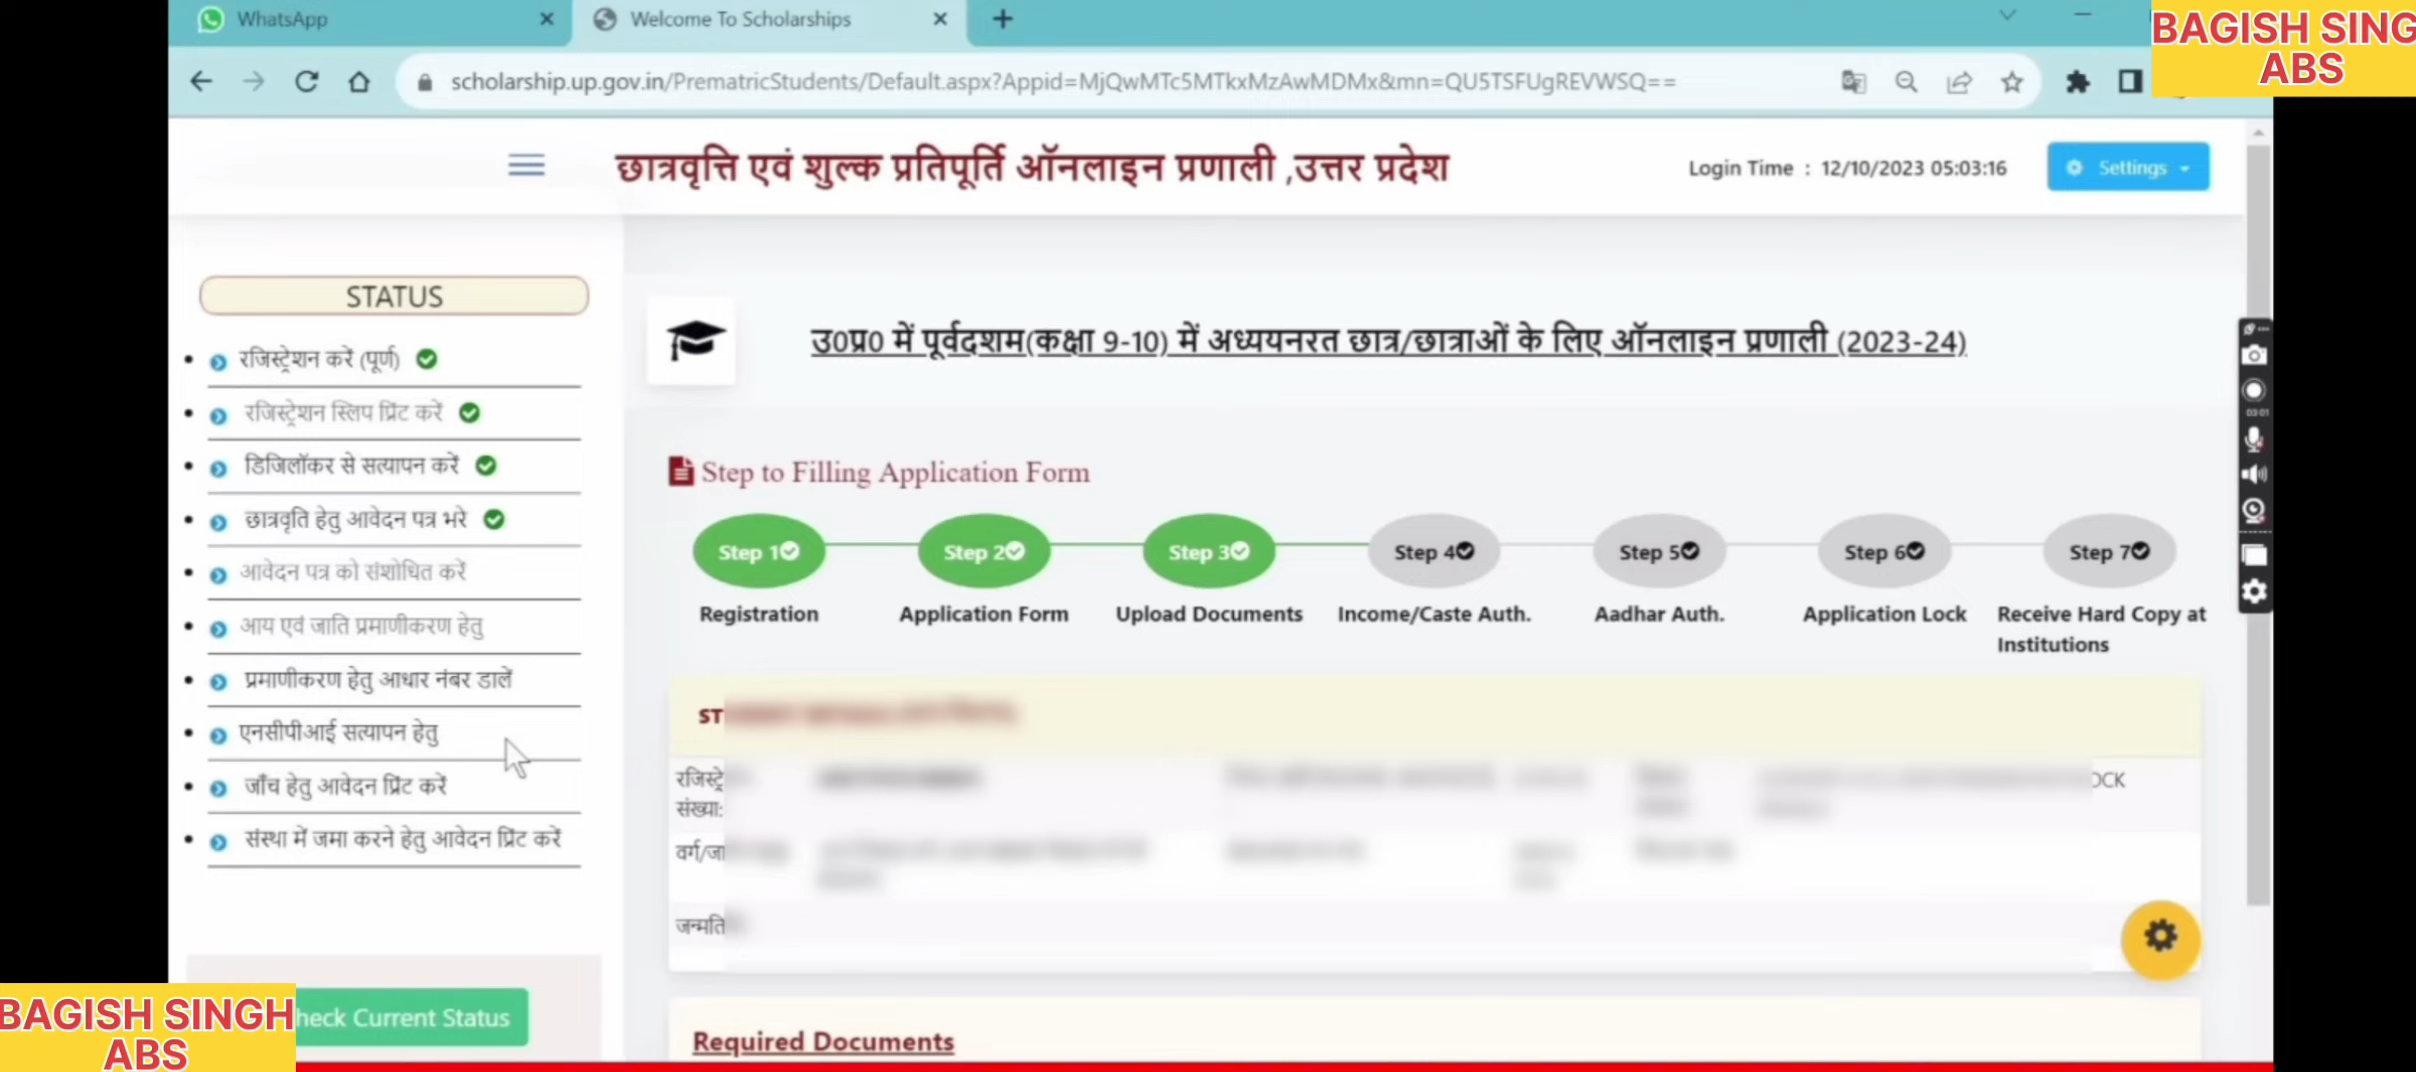 WhatsApp
Welcome To Scholarships
BAGISH SING
ABS
scholarship.up.gov.in/PrematricStudents/Default.aspx?Appid=MjQwMTc5MTkxMzAwMDMx&mn=QU5TSFUgREVWSQ==
छात्रवृत्ति एवं शुल्क प्रतिपूर्ति ऑनलाइन प्रणाली ,उत्तर प्रदेश
Login Time : 12/10/2023 05:03:16
Settings
STATUS
रजिस्ट्रेशन करें (पूर्ण)
रजिस्ट्रेशन स्लिप प्रिंट करें
डिजिलॉकर से सत्यापन करें
छात्रवृति हेतु आवेदन पत्र भरे
आवेदन पत्र को संशोधित करें
आय एवं जाति प्रमाणीकरण हेतु
प्रमाणीकरण हेतु आधार नंबर डालें
एनसीपीआई सत्यापन हेतु
जाँच हेतु आवेदन प्रिंट करें
संस्था में जमा करने हेतु आवेदन प्रिंट करें
heck Current Status
BAGISH SINGH
ABS
उ0प्र0 में पूर्वदशम(कक्षा 9-10) में अध्ययनरत छात्र/छात्राओं के लिए ऑनलाइन प्रणाली (2023-24)
Step to Filling Application Form
Step 1 Step 2 Step 3 Step 4 Step 5 Step 6 Step 7
Registration Application Form Upload Documents Income/Caste Auth. Aadhar Auth. Application Lock Receive Hard Copy at
Institutions
ST
रजिस्ट्रे OCK
संख्या:
वर्ग/जा
जन्मति
Required Documents
03:01